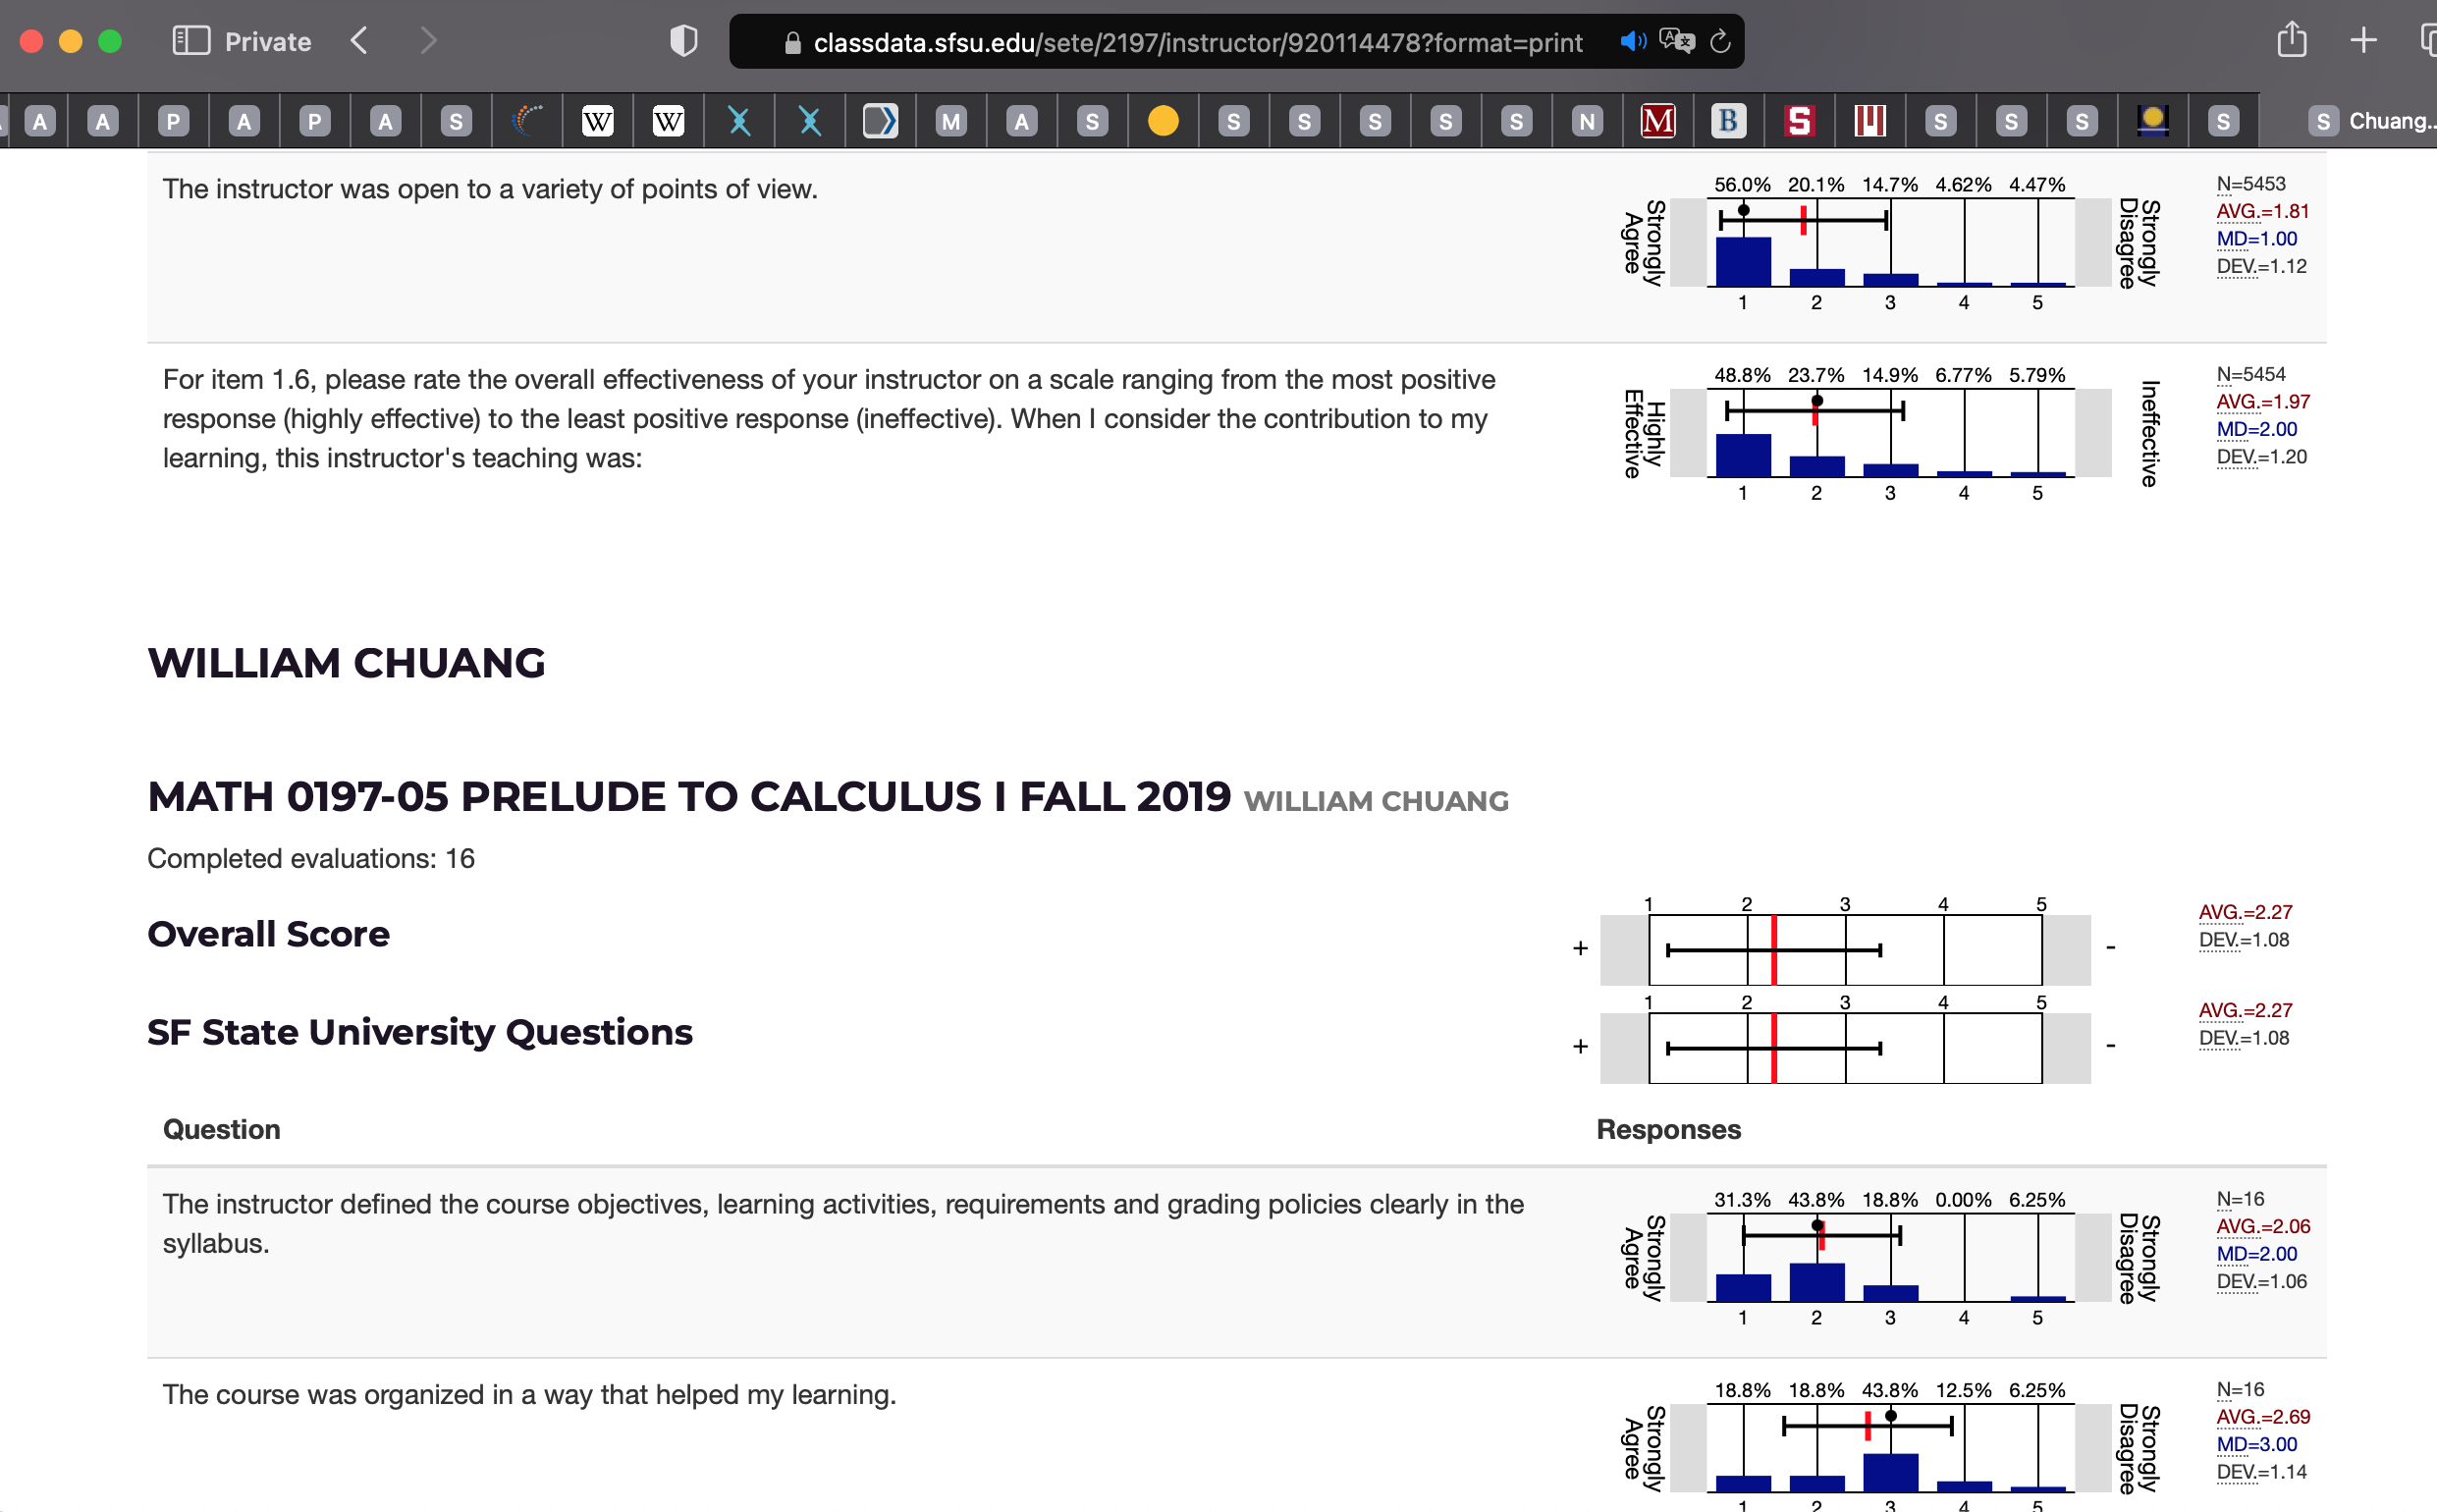 Private
classdata.sfsu.edu/sete/2197/instructor/920114478?format=print
A A P A P A S W W M A S S S S S S N M B S S S S S S Chuang..
The instructor was open to a variety of points of view.
56.0% 20.1% 14.7% 4.62% 4.47%
Strongly Agree
Strongly Disagree
1 2 3 4 5
N=5453
AVG.=1.81
MD=1.00
DEV.=1.12
For item 1.6, please rate the overall effectiveness of your instructor on a scale ranging from the most positive
response (highly effective) to the least positive response (ineffective). When I consider the contribution to my
learning, this instructor's teaching was:
48.8% 23.7% 14.9% 6.77% 5.79%
Highly Effective
Ineffective
1 2 3 4 5
N=5454
AVG.=1.97
MD=2.00
DEV.=1.20
WILLIAM CHUANG
MATH 0197-05 PRELUDE TO CALCULUS I FALL 2019 WILLIAM CHUANG
Completed evaluations: 16
Overall Score
1 2 3 4 5
+ -
AVG.=2.27
DEV.=1.08
SF State University Questions
1 2 3 4 5
+ -
AVG.=2.27
DEV.=1.08
Question Responses
The instructor defined the course objectives, learning activities, requirements and grading policies clearly in the
syllabus.
31.3% 43.8% 18.8% 0.00% 6.25%
Strongly Agree
Strongly Disagree
1 2 3 4 5
N=16
AVG.=2.06
MD=2.00
DEV.=1.06
The course was organized in a way that helped my learning.
18.8% 18.8% 43.8% 12.5% 6.25%
Strongly Agree
Strongly Disagree
1 2 3 4 5
N=16
AVG.=2.69
MD=3.00
DEV.=1.14